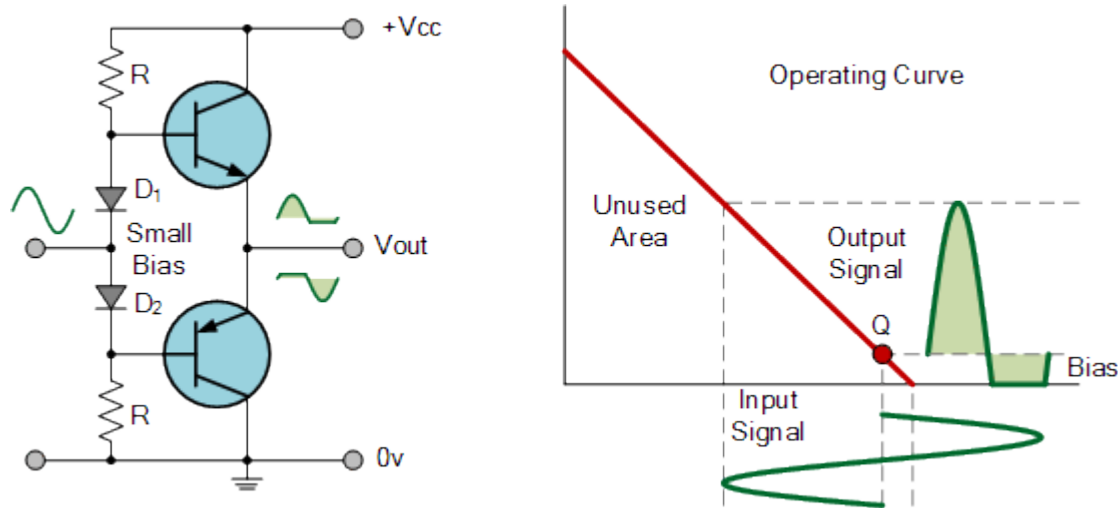 +Vcc
R
D1
Small
Bias
D2
Vout
R
0v
Operating Curve
Unused
Area
Output
Signal
Q
Bias
Input
Signal